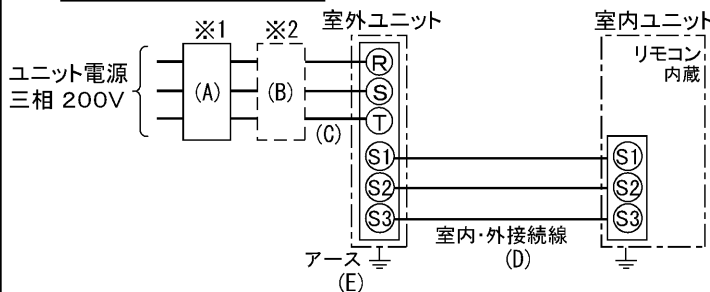 ※1
※2
室外ユニット
室内ユニット
リモコン
内蔵
ユニット電源
三相 200V
(A)
(B)
(C)
R
S
T
S1
S2
S3
S1
S2
S3
室内・外接続線
(D)
アース
(E)